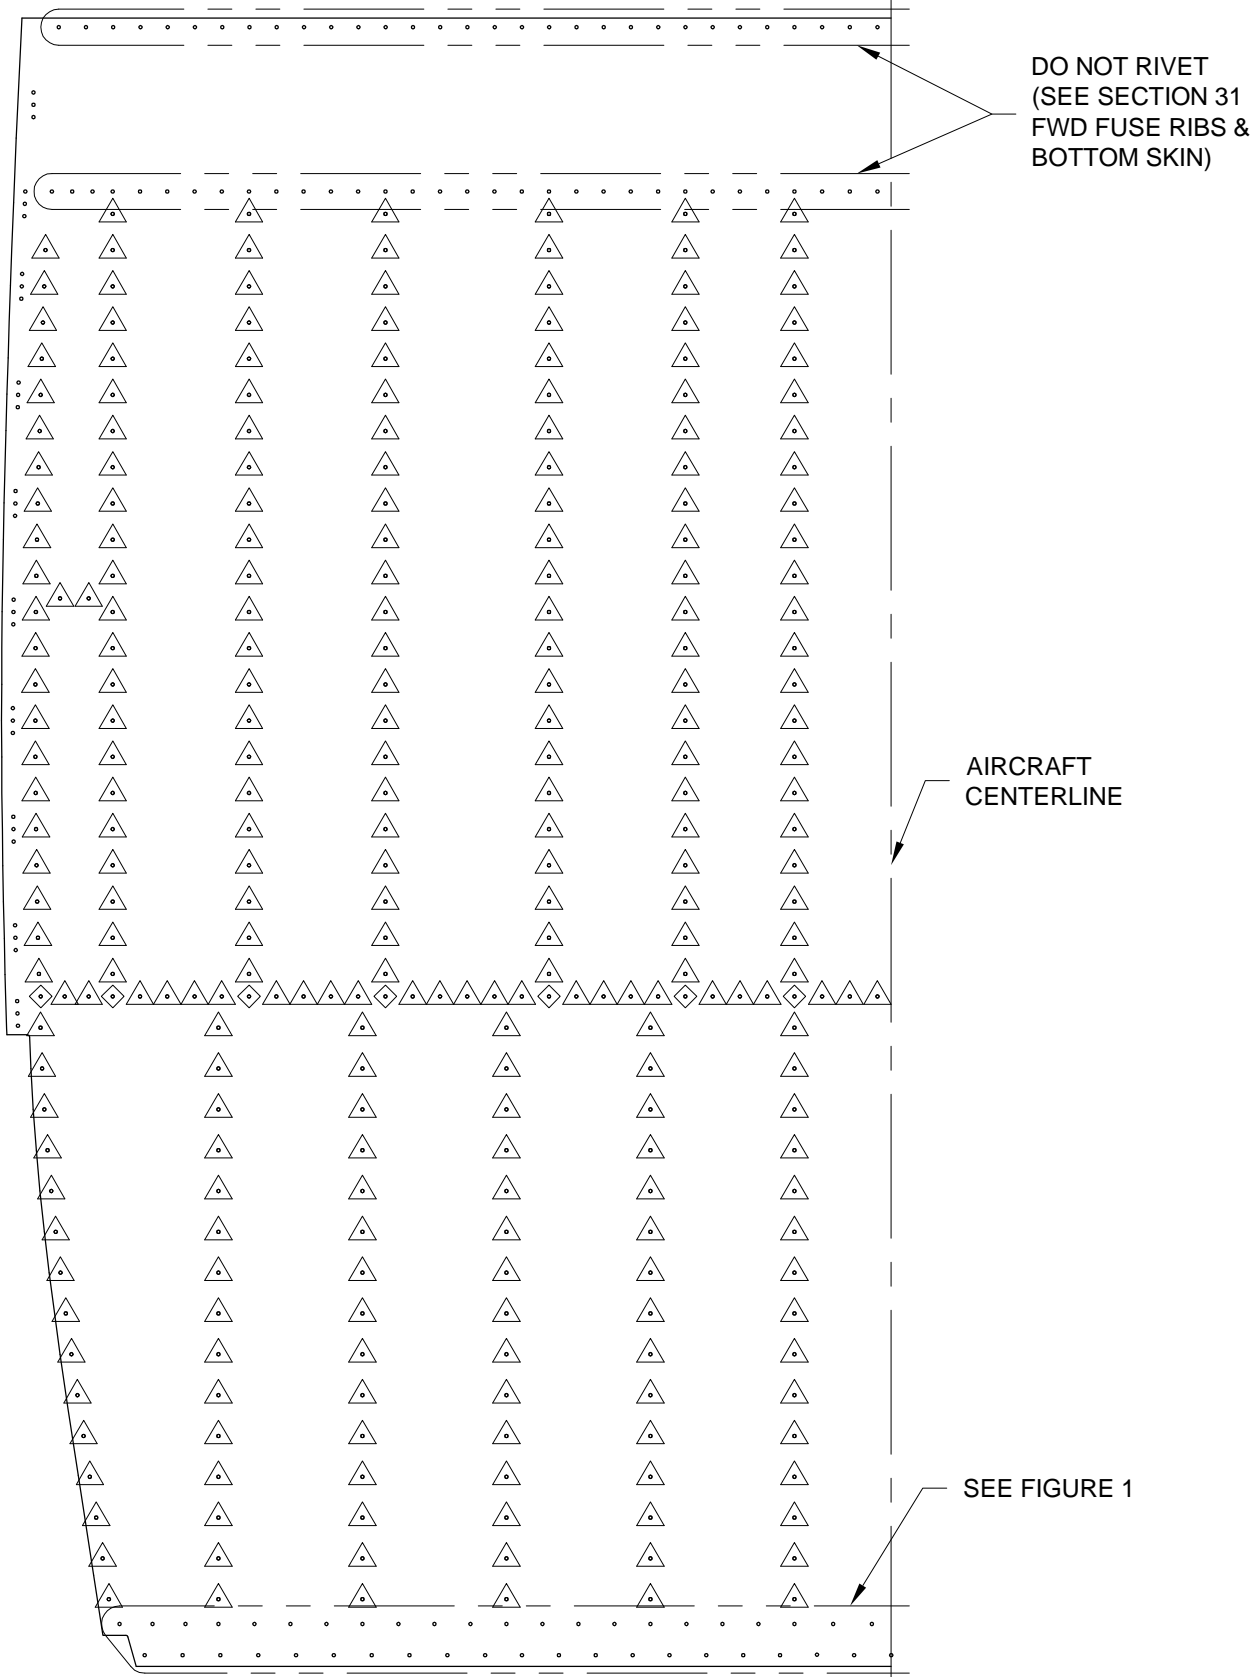 DO NOT RIVET
(SEE SECTION 31
FWD FUSE RIBS &
BOTTOM SKIN)
AIRCRAFT
CENTERLINE
SEE FIGURE 1